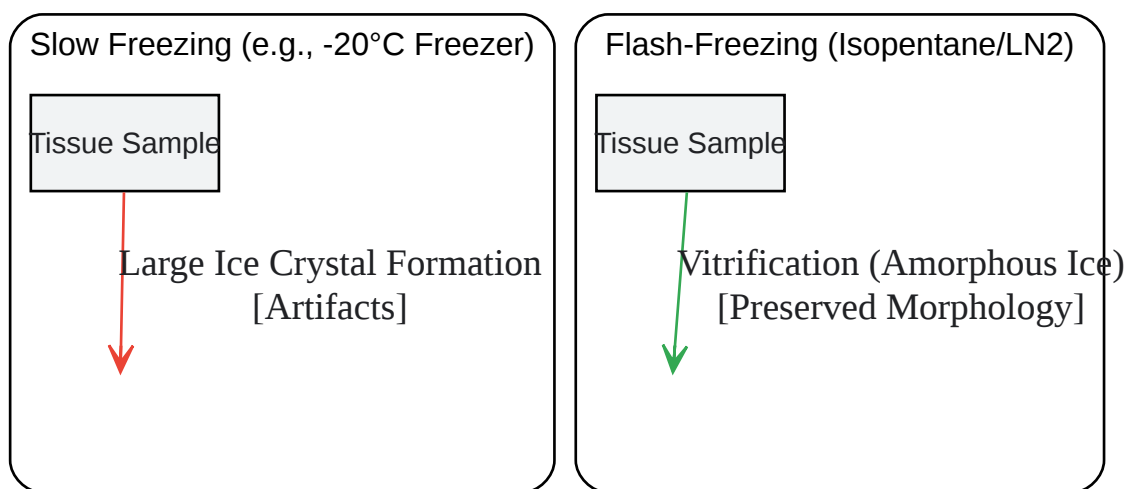 Slow Freezing (e.g., -20°C Freezer)
Tissue Sample
Large Ice Crystal Formation
[Artifacts]
Flash-Freezing (Isopentane/LN2)
Tissue Sample
Vitrification (Amorphous Ice)
[Preserved Morphology]